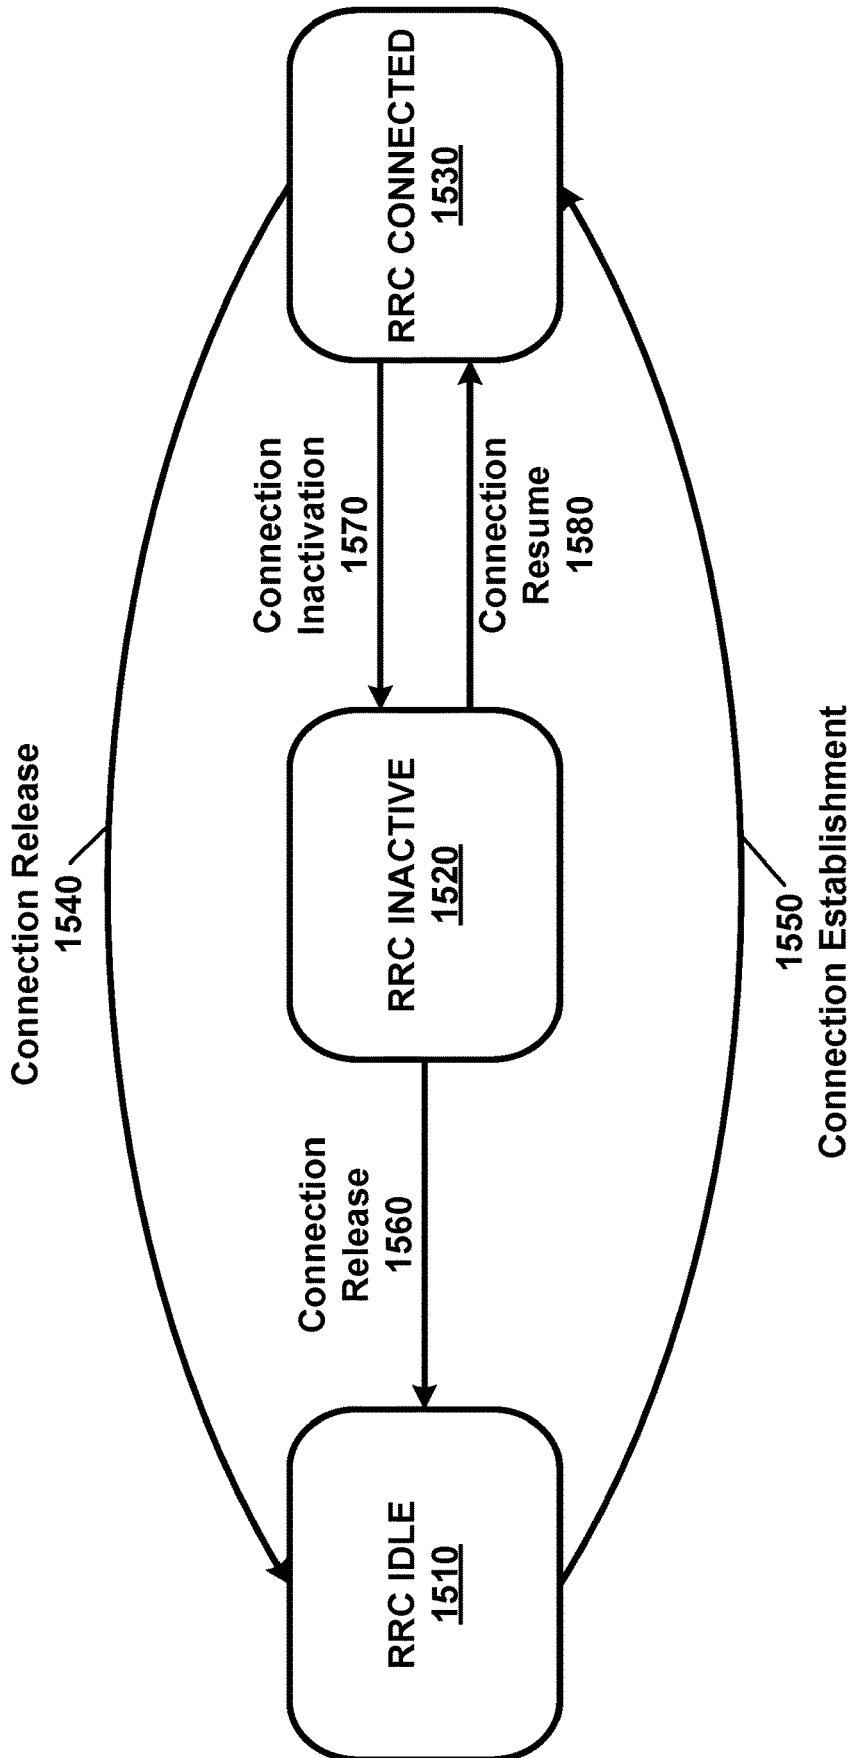 Connection Release
1540
RRC IDLE
1510
Connection
Release
1560
RRC INACTIVE
1520
Connection
Inactivation
1570
Connection
Resume
1580
RRC CONNECTED
1530
1550
Connection Establishment